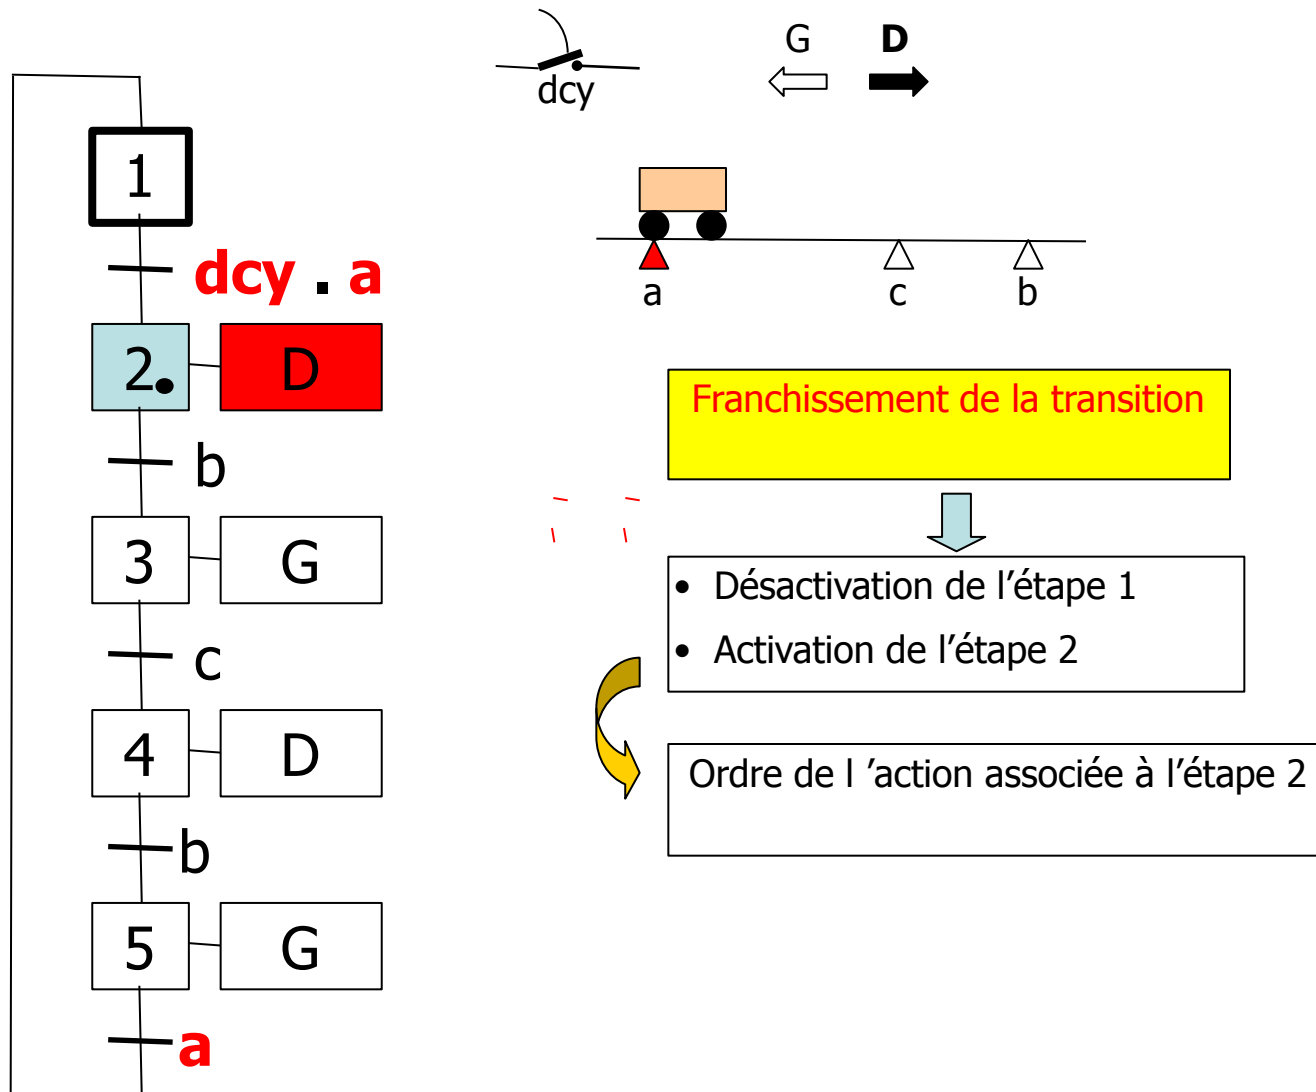 dcy
G D
1
dcy . a
a c b
2. D
b
3 G
c
4 D
b
5 G
a
Franchissement de la transition
• Désactivation de l’étape 1
• Activation de l’étape 2
Ordre de l ’action associée à l’étape 2